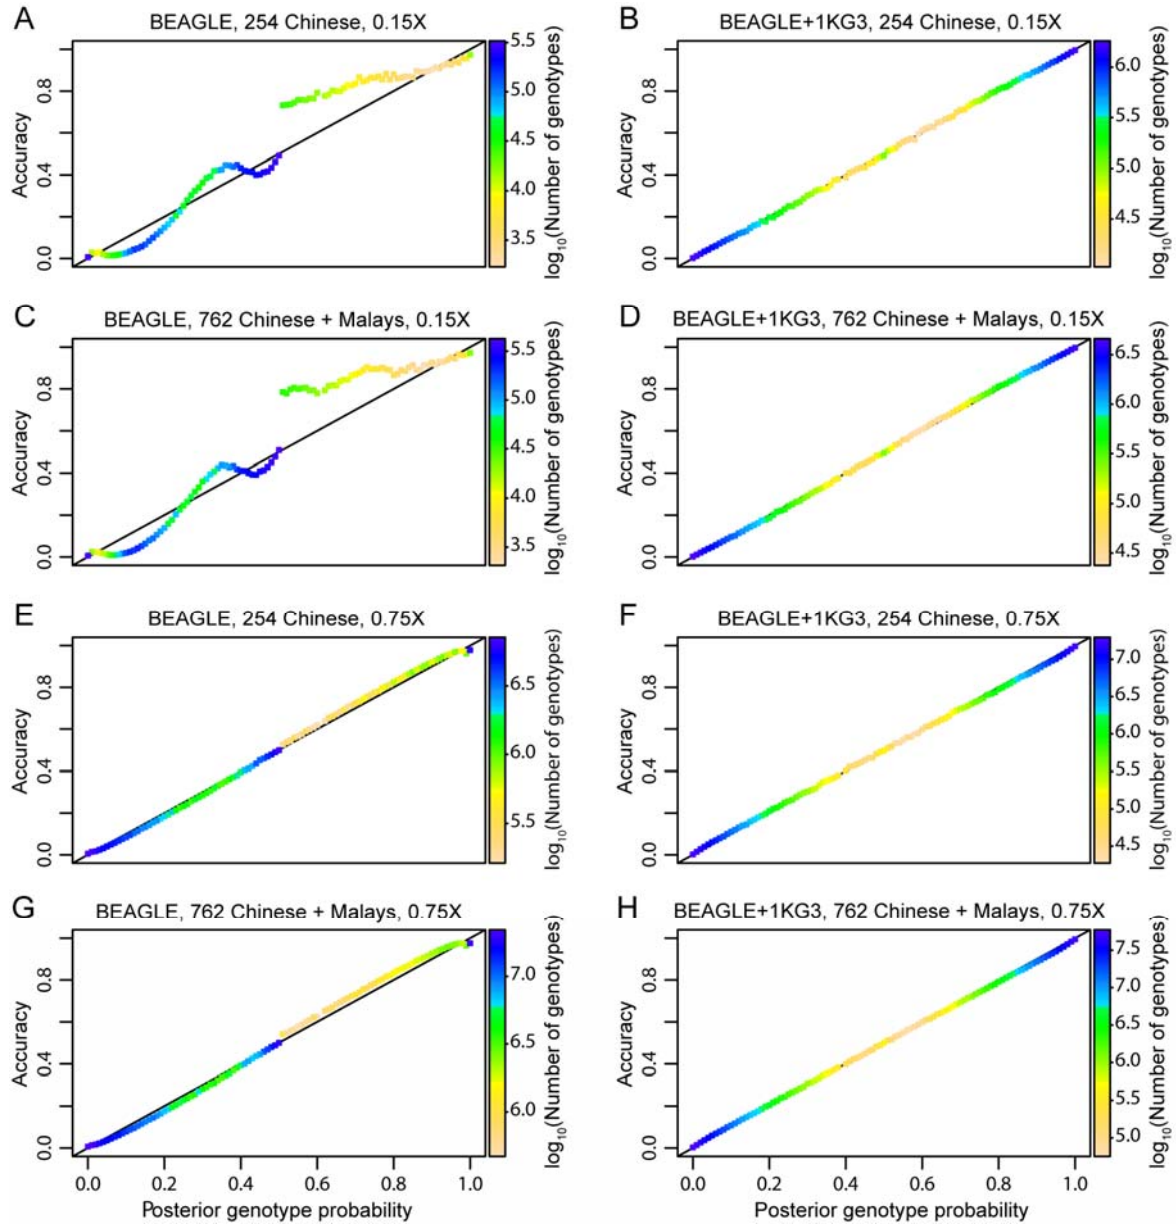 A
BEAGLE, 254 Chinese, 0.15X
Accuracy
0.0
0.4
0.8
3.5
4.0
4.5
5.0
5.5
log10(Number of genotypes)
B
BEAGLE+1KG3, 254 Chinese, 0.15X
Accuracy
0.0
0.4
0.8
4.5
5.0
5.5
6.0
log10(Number of genotypes)
C
BEAGLE, 762 Chinese + Malays, 0.15X
Accuracy
0.0
0.4
0.8
3.5
4.0
4.5
5.0
5.5
log10(Number of genotypes)
D
BEAGLE+1KG3, 762 Chinese + Malays, 0.15X
Accuracy
0.0
0.4
0.8
4.5
5.0
5.5
6.0
6.5
log10(Number of genotypes)
E
BEAGLE, 254 Chinese, 0.75X
Accuracy
0.0
0.4
0.8
5.5
6.0
6.5
log10(Number of genotypes)
F
BEAGLE+1KG3, 254 Chinese, 0.75X
Accuracy
0.0
0.4
0.8
4.5
5.0
5.5
6.0
6.5
7.0
log10(Number of genotypes)
G
BEAGLE, 762 Chinese + Malays, 0.75X
Accuracy
0.0
0.4
0.8
6.0
6.5
7.0
log10(Number of genotypes)
0.0 0.2 0.4 0.6 0.8 1.0
Posterior genotype probability
H
BEAGLE+1KG3, 762 Chinese + Malays, 0.75X
Accuracy
0.0
0.4
0.8
5.0
5.5
6.0
6.5
7.0
7.5
log10(Number of genotypes)
0.0 0.2 0.4 0.6 0.8 1.0
Posterior genotype probability